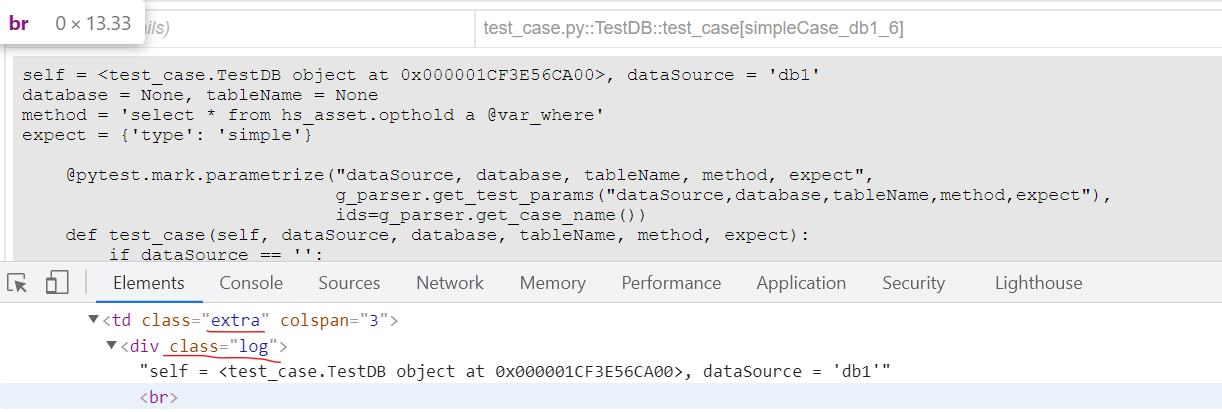 br 0 × 13.33
ils)
test_case.py::TestDB::test_case[simpleCase_db1_6]
self = <test_case.TestDB object at 0x000001CF3E56CA00>, dataSource = 'db1'
database = None, tableName = None
method = 'select * from hs_asset.opthold a @var_where'
expect = {'type': 'simple'}
@pytest.mark.parametrize("dataSource, database, tableName, method, expect",
g_parser.get_test_params("dataSource,database,tableName,method,expect"),
ids=g_parser.get_case_name())
def test_case(self, dataSource, database, tableName, method, expect):
if dataSource == '':
Elements Console Sources Network Memory Performance Application Security Lighthouse
▼<td class="extra" colspan="3">
▼<div class="log">
"self = <test_case.TestDB object at 0x000001CF3E56CA00>, dataSource = 'db1'"
<br>